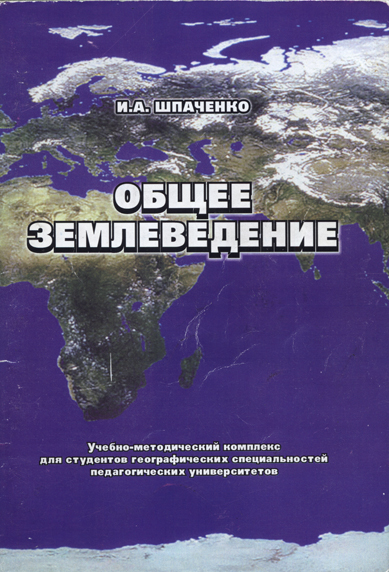 И.А. ШПАЧЕНКО
ОБЩЕЕ
ЗЕМЛЕВЕДЕНИЕ
Учебно-методический комплекс
для студентов географических специальностей
педагогических университетов